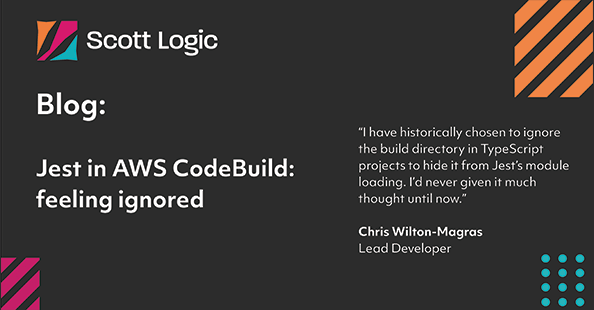 Scott Logic
Blog:
Jest in AWS CodeBuild:
feeling ignored
“I have historically chosen to ignore
the build directory in TypeScript
projects to hide it from Jest’s module
loading. I’d never given it much
thought until now.”
Chris Wilton-Magras
Lead Developer